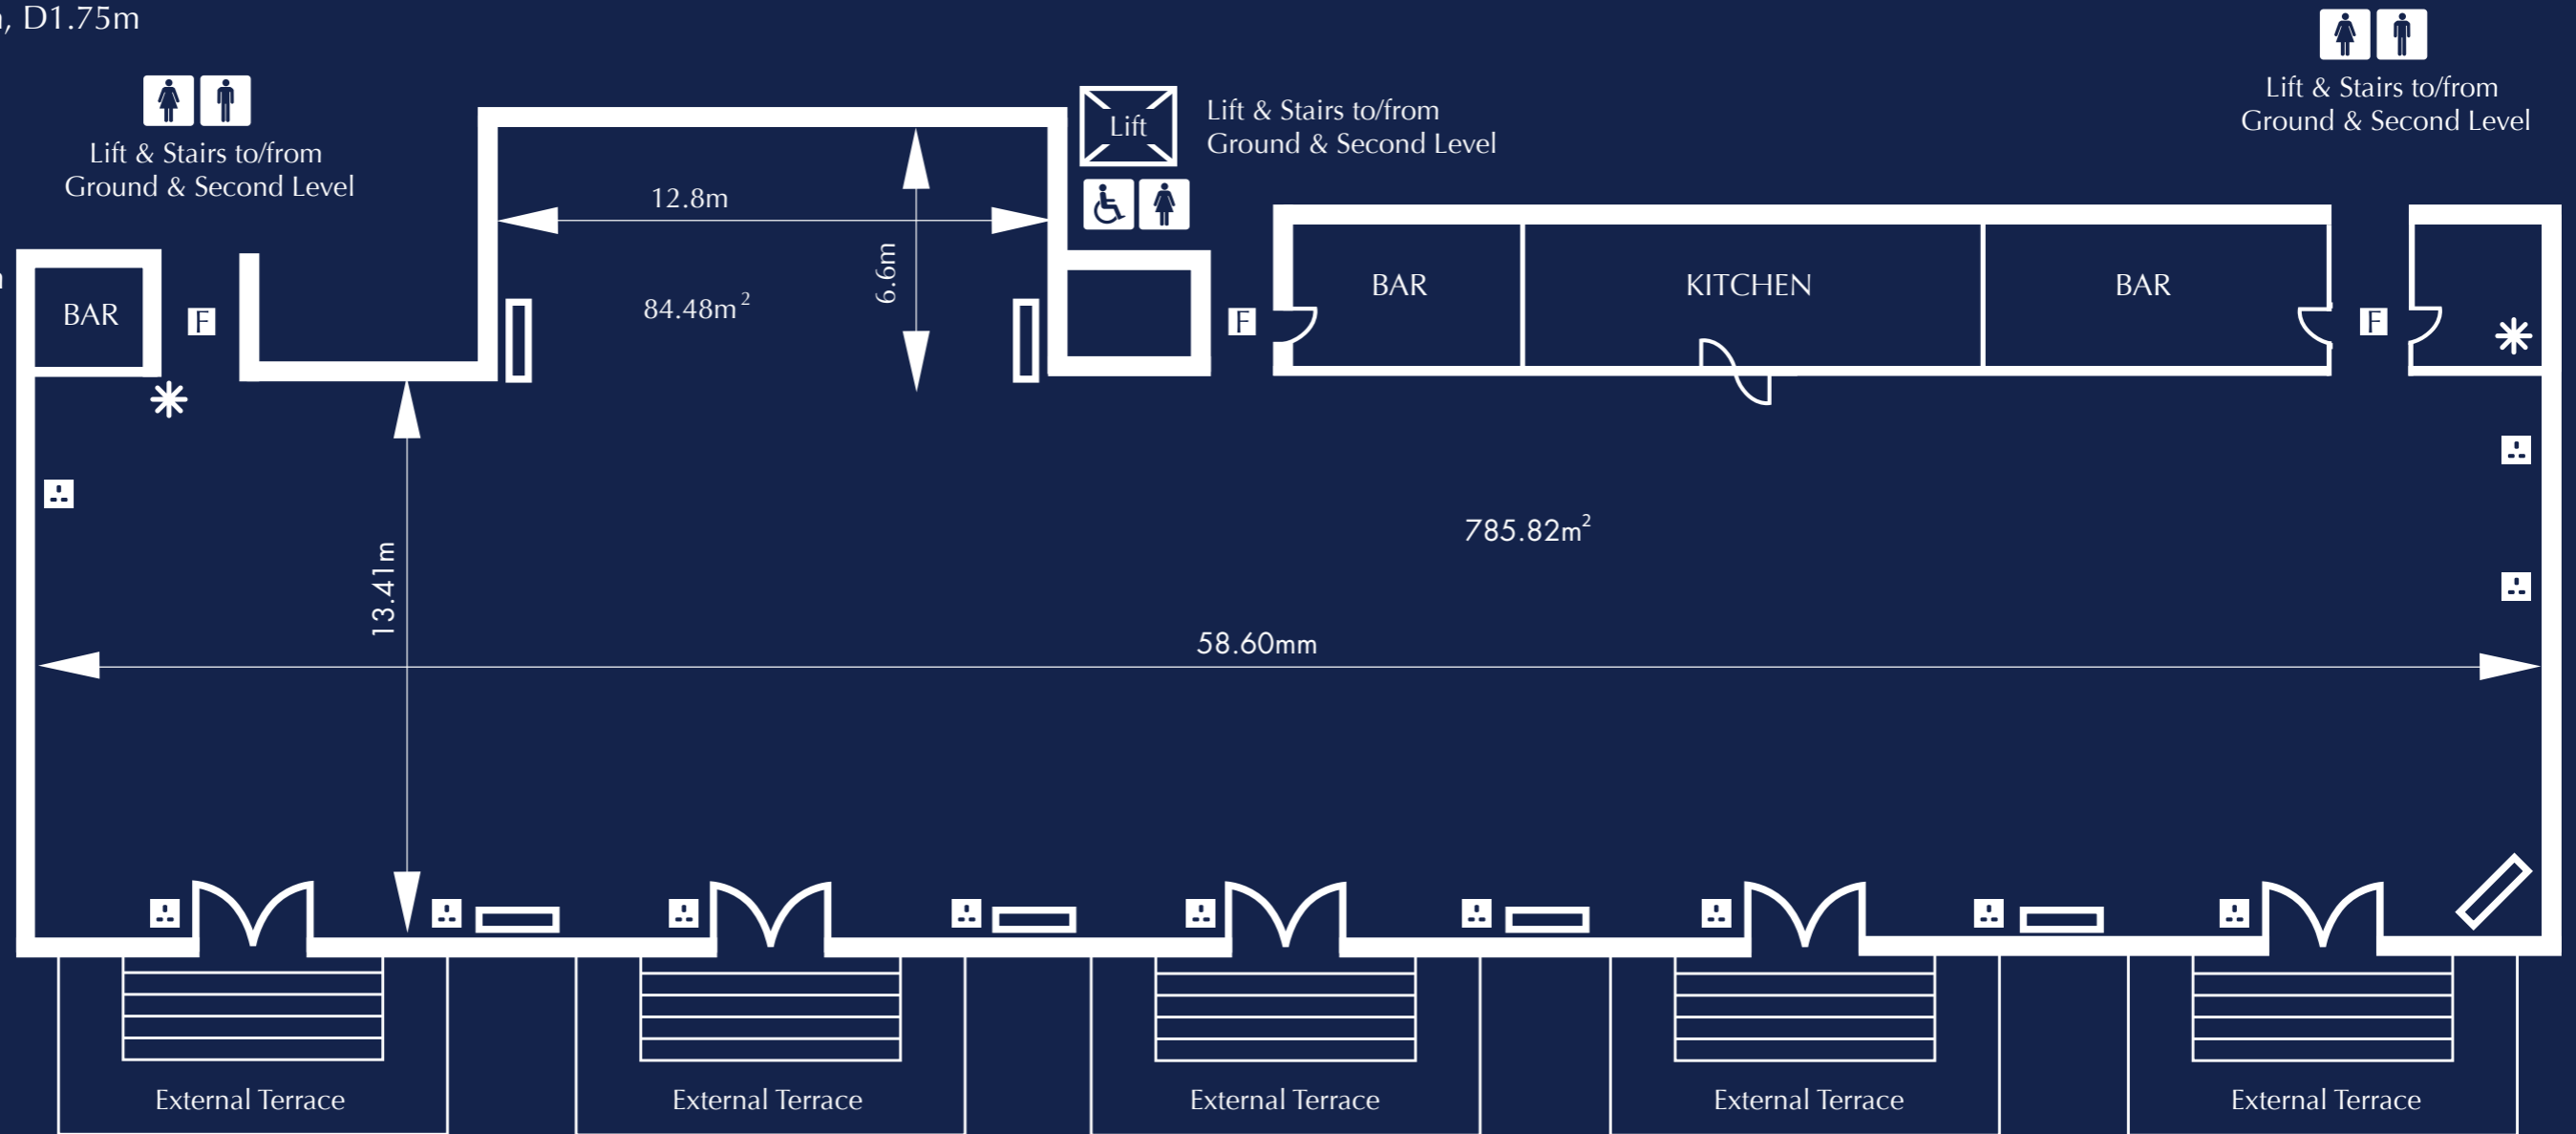 , D1.75m
Lift & Stairs to/from
Ground & Second Level
Lift
Lift & Stairs to/from
Ground & Second Level
Lift & Stairs to/from
Ground & Second Level
12.8m
6.6m
84.48m²
BAR
F
F
BAR
KITCHEN
BAR
F
13.41m
785.82m²
58.60mm
External Terrace
External Terrace
External Terrace
External Terrace
External Terrace